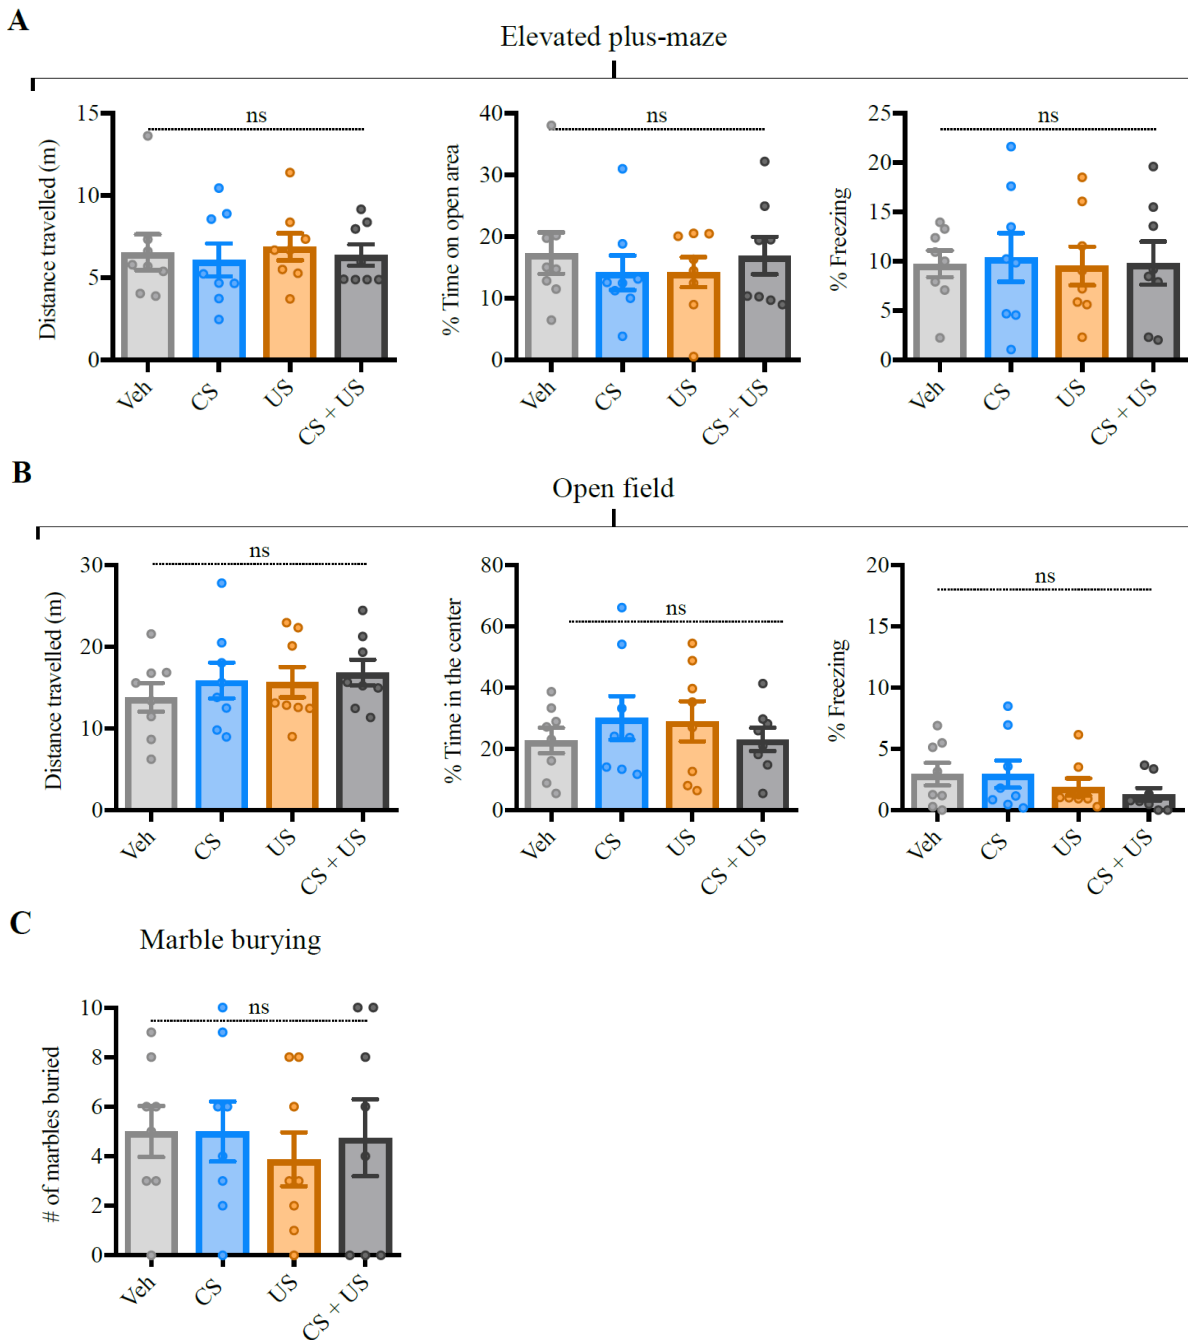 A
Elevated plus-maze
Distance travelled (m)
15
10
5
0
ns
Veh
CS
US
CS + US
% Time on open area
40
30
20
10
0
ns
Veh
CS
US
CS + US
% Freezing
25
20
15
10
5
0
ns
Veh
CS
US
CS + US
B
Open field
Distance travelled (m)
30
20
10
0
ns
Veh
CS
US
CS + US
% Time in the center
80
60
40
20
0
ns
Veh
CS
US
CS + US
% Freezing
20
15
10
5
0
ns
Veh
CS
US
CS + US
C
Marble burying
# of marbles buried
10
8
6
4
2
0
ns
Veh
CS
US
CS + US